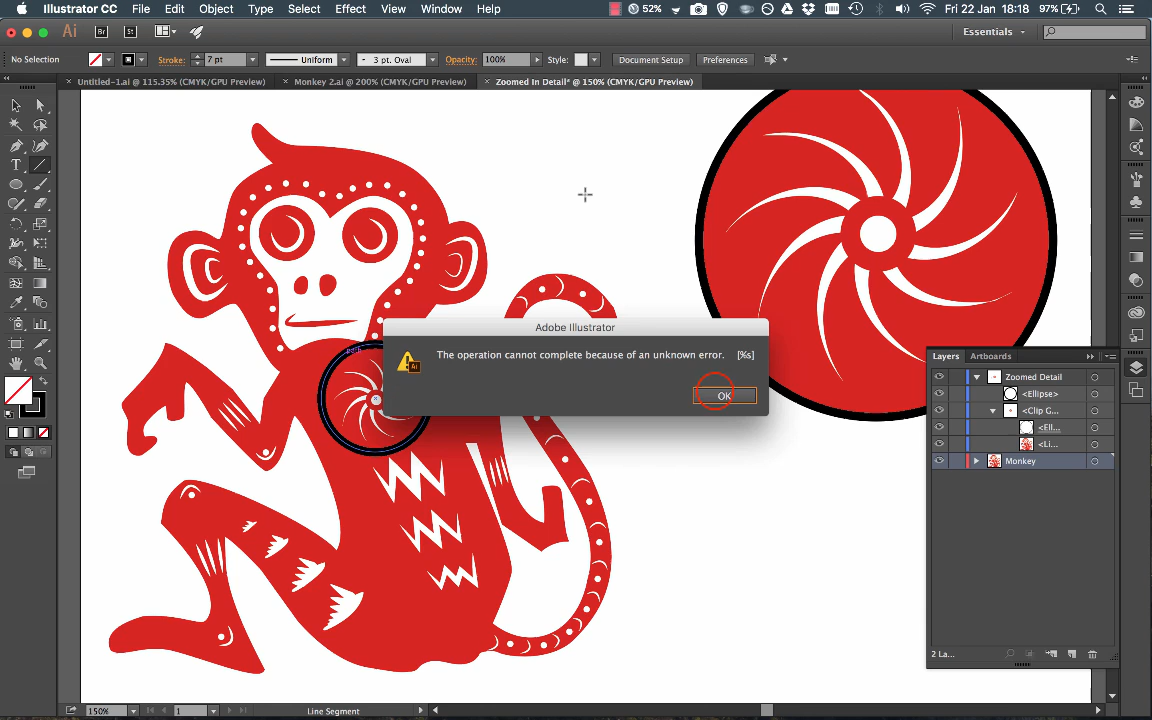 Illustrator CC File Edit Object Type Select Effect View Window Help 52% Fri 22 Jan 18:18 97%
Ai Br St Essentials
No Selection Stroke: 7 pt Uniform 3 pt. Oval Opacity: 100% Style: Document Setup Preferences
× Untitled-1.ai @ 115.35% (CMYK/GPU Preview) × Monkey 2.ai @ 200% (CMYK/GPU Preview) × Zoomed In Detail* @ 150% (CMYK/GPU Preview)
Adobe Illustrator
The operation cannot complete because of an unknown error. [%s]
Ai
OK
path
Layers Artboards
Zoomed Detail
<Ellipse>
<Clip G...
<Ell...
<Li...
Monkey
2 La...
150% 1 Line Segment